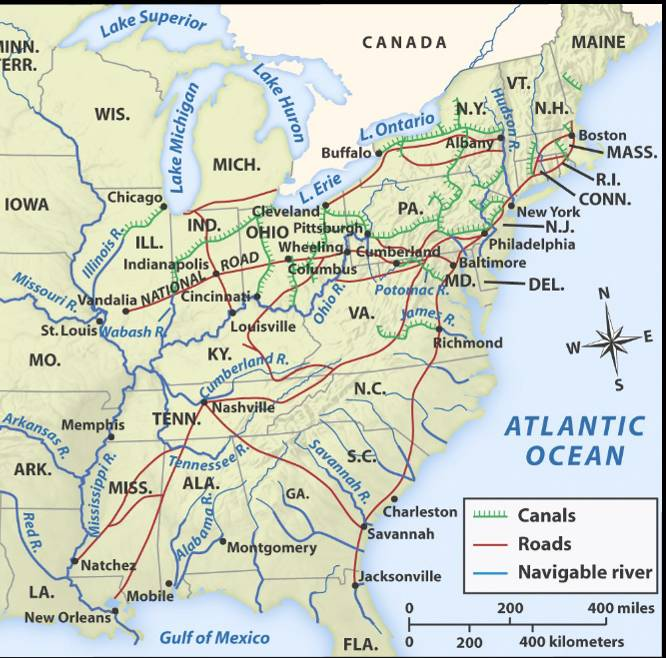 Lake Superior
CANADA
MAINE
MINN.
TERR.
VT.
Lake Huron
Lake Michigan
WIS.
N.Y.
Hudson R.
N.H.
L. Ontario
Boston
Albany
Buffalo
MASS.
MICH.
R.I.
L. Erie
CONN.
IOWA
Chicago
Cleveland
PA.
New York
IND.
OHIO
Pittsburgh
N.J.
ILL.
Illinois R.
Wheeling
Cumberland
Philadelphia
Indianapolis
NATIONAL ROAD
Columbus
Baltimore
MD.
DEL.
Missouri R.
Vandalia
Cincinnati
Ohio R.
Potomac R.
N
St. Louis
Wabash R.
Louisville
VA.
James R.
W
E
Richmond
MO.
KY.
S
Cumberland R.
N.C.
Nashville
TENN.
Memphis
ATLANTIC
OCEAN
Arkansas R.
Tennessee R.
Savannah R.
S.C.
ARK.
Mississippi R.
MISS.
ALA.
GA.
Charleston
Red R.
Alabama R.
Savannah
Montgomery
Natchez
Jacksonville
LA.
Mobile
New Orleans
Gulf of Mexico
FLA.
Canals
Roads
Navigable river
0 200 400 miles
0 200 400 kilometers